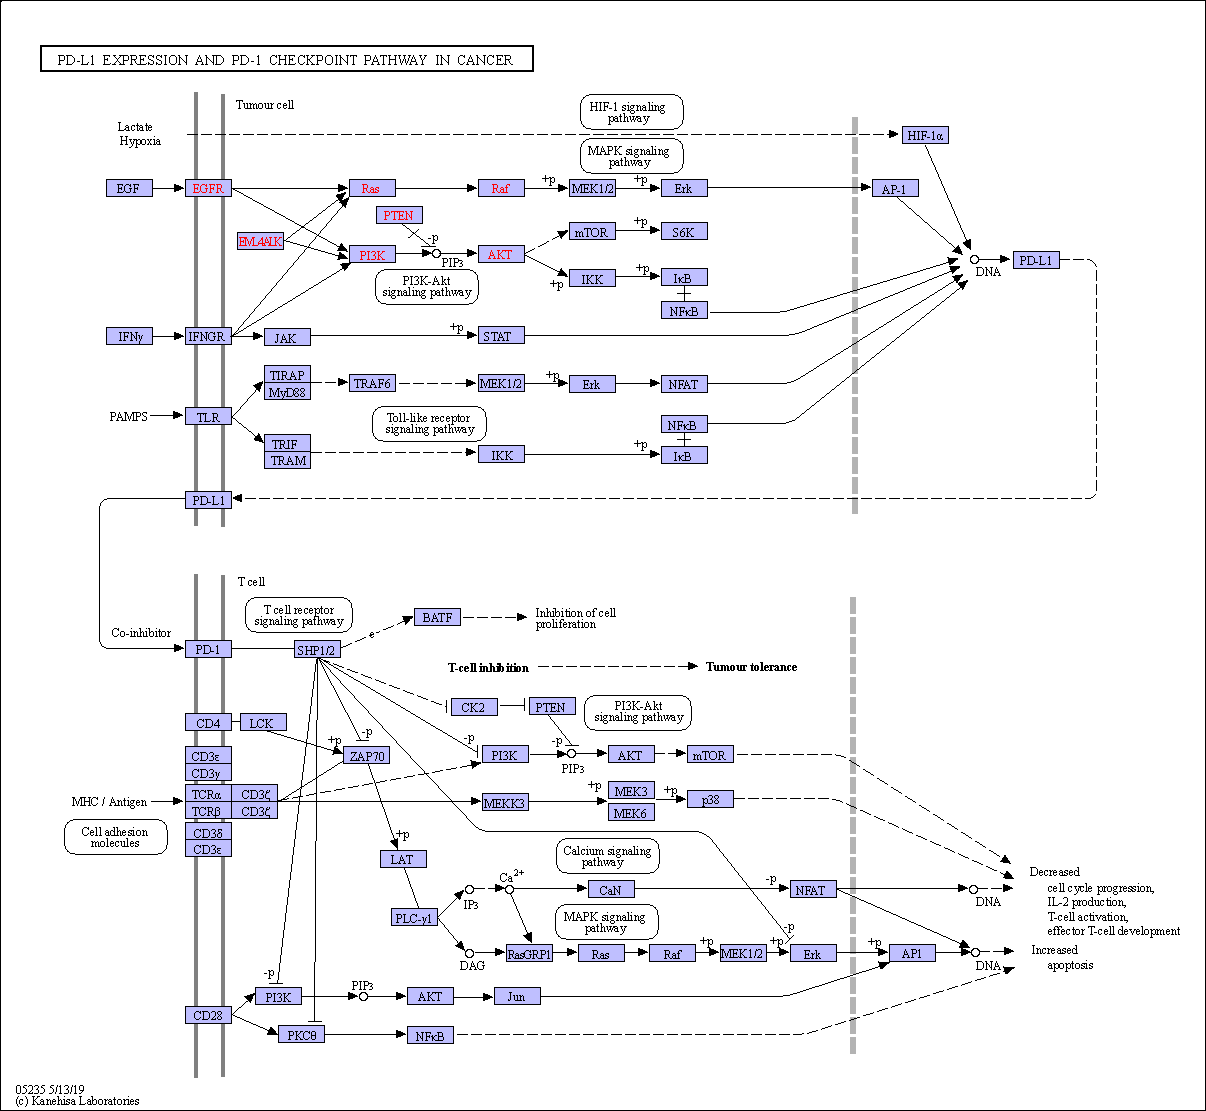 PD-L1 EXPRESSION AND PD-1 CHECKPOINT PATHWAY IN CANCER
Tumour cell
HIF-1 signaling
pathway
Lactate
Hypoxia
HIF-1α
MAPK signaling
pathway
EGF
EGFR
Ras
Raf
+p
MEK1/2
+p
Erk
AP-1
PTEN
EML4ALK
-p
PI3K
PIP3
AKT
mTOR
+p
S6K
PI3K-Akt
signaling pathway
+p
IKK
+p
IκB
NFκB
DNA
PD-L1
IFNγ
IFNGR
JAK
+p
STAT
TIRAP
MyD88
TRAF6
MEK1/2
+p
Erk
NFAT
PAMPS
TLR
Toll-like receptor
signaling pathway
NFκB
TRIF
TRAM
IKK
+p
IκB
PD-L1
T cell
T cell receptor
signaling pathway
BATF
Inhibition of cell
proliferation
Co-inhibitor
PD-1
SHP1/2
e
T-cell inhibition
Tumour tolerance
CK2
PTEN
PI3K-Akt
signaling pathway
CD4
LCK
+p
-p
ZAP70
-p
PI3K
-p
PIP3
AKT
mTOR
CD3ε
CD3γ
MHC / Antigen
TCRα
CD3ζ
TCRβ
CD3ζ
MEKK3
+p
MEK3
MEK6
+p
p38
Cell adhesion
molecules
CD3δ
CD3ε
+p
LAT
Calcium signaling
pathway
Decreased
cell cycle progression,
IL-2 production,
T-cell activation,
effector T-cell development
Ca2+
IP3
CaN
-p
NFAT
DNA
PLC-γ1
MAPK signaling
pathway
DAG
RasGRP1
Ras
Raf
+p
MEK1/2
+p
-p
Erk
+p
AP1
DNA
Increased
apoptosis
-p
PI3K
PIP3
AKT
Jun
CD28
PKCθ
NFκB
05235 5/13/19
(c) Kanehisa Laboratories